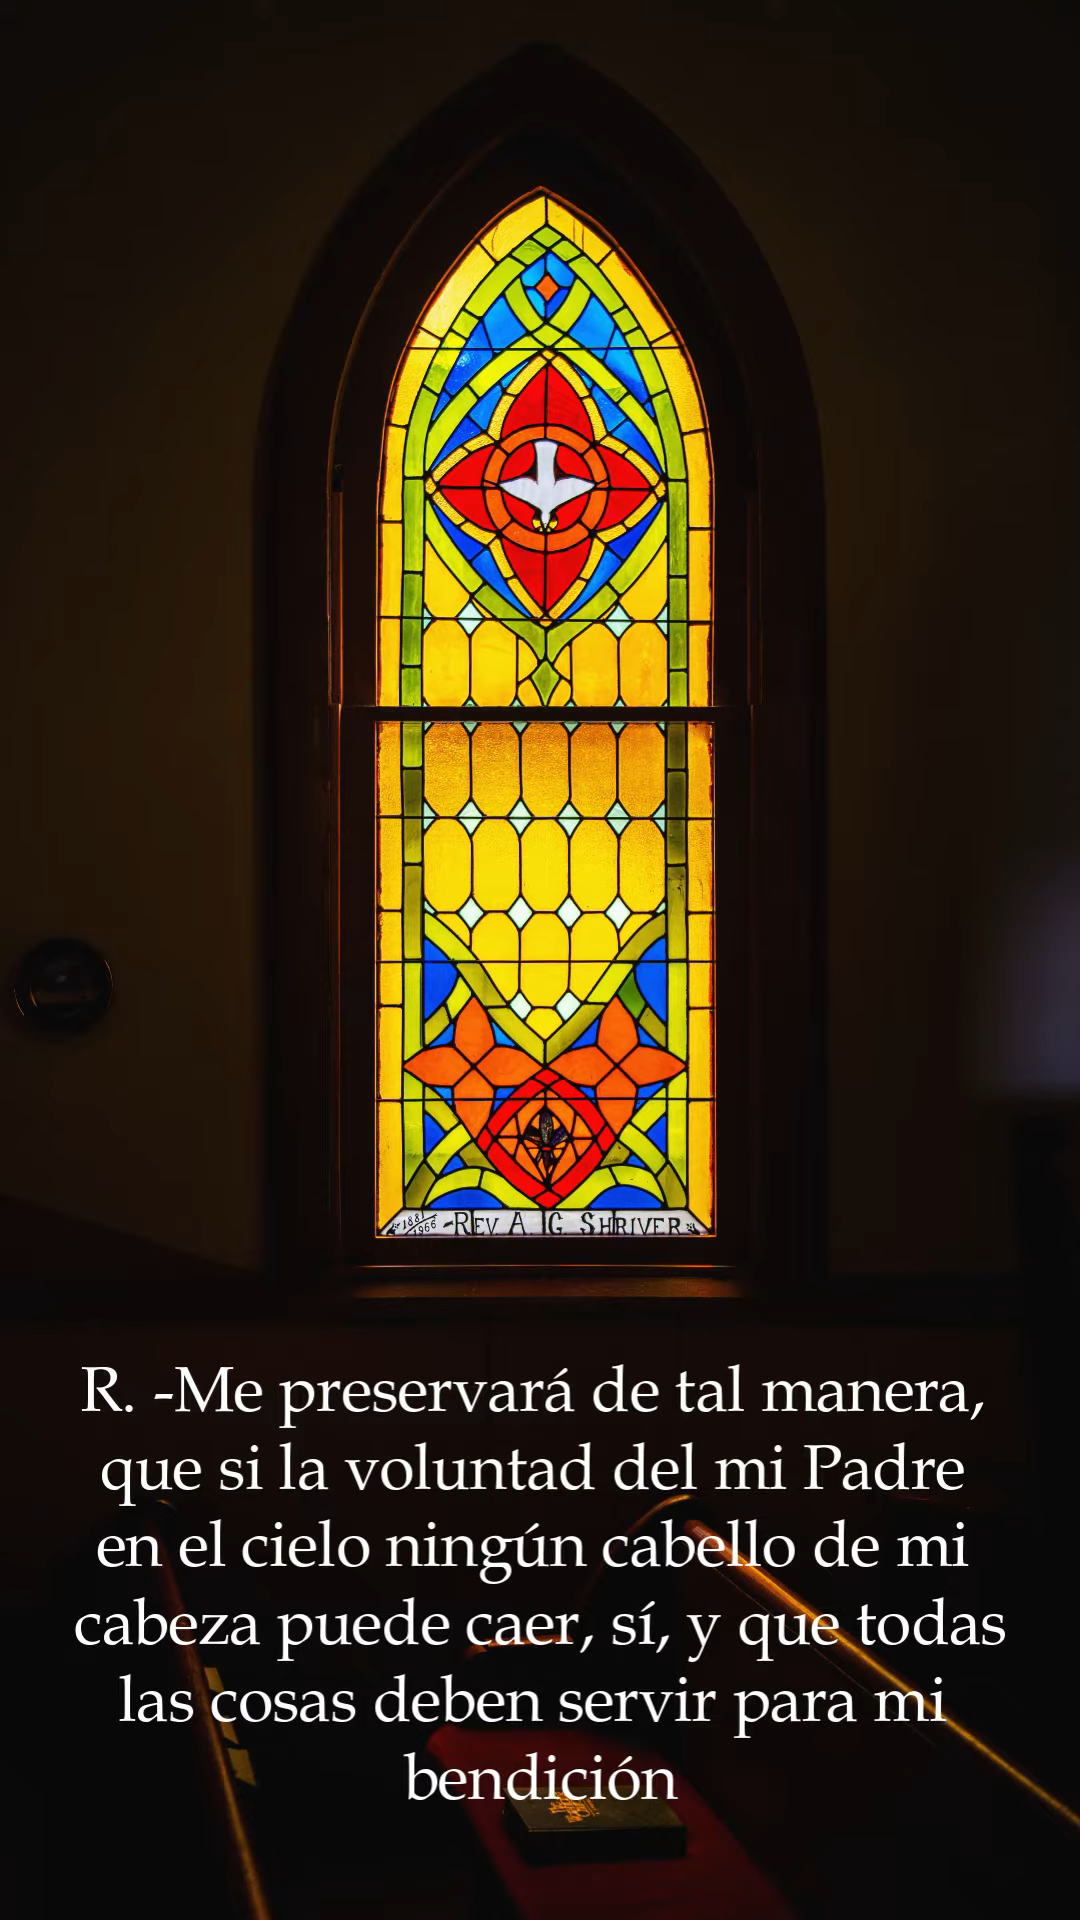 1881
1966
-REV. A. G. SHRIVER
R. -Me preservará de tal manera,
que si la voluntad del mi Padre
en el cielo ningún cabello de mi
cabeza puede caer, sí, y que todas
las cosas deben servir para mi
bendición